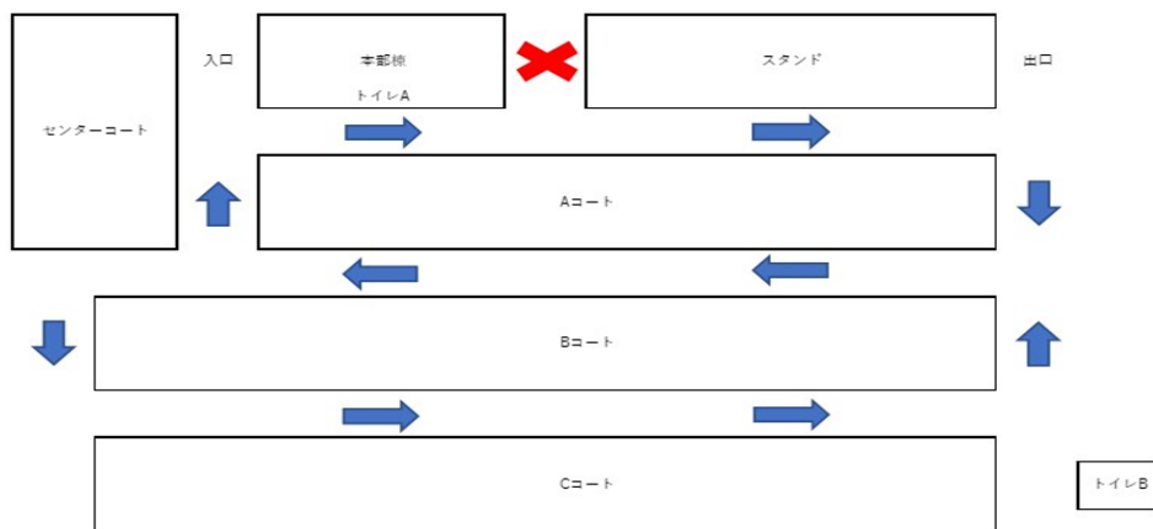 入口
本部棟
トイレA
スタンド
出口
センターコート
Aコート
Bコート
Cコート
トイレB